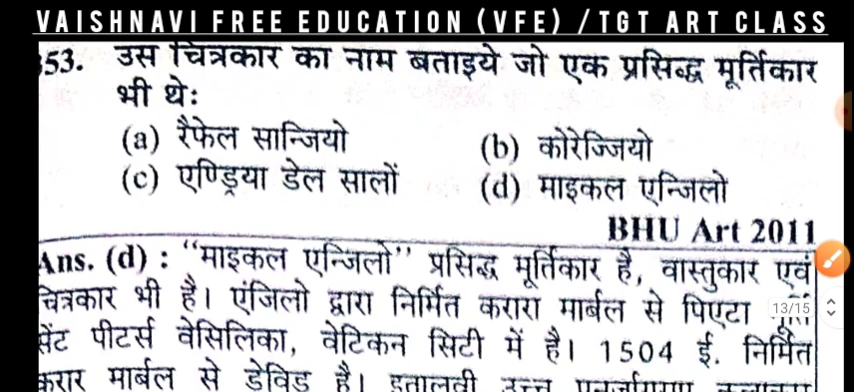 VAISHNAVI FREE EDUCATION (VFE) / TGT ART CLASS
353. उस चित्रकार का नाम बताइये जो एक प्रसिद्ध मूर्तिकार
भी थेः
(a) रैफेल सान्जियो (b) कोरेज्जियो
(c) एण्ड्रिया डेल सार्लो (d) माइकल एन्जिलो
BHU Art 2011
Ans. (d) : “माइकल एन्जिलो” प्रसिद्ध मूर्तिकार है, वास्तुकार एवं
चित्रकार भी है। एंजिलो द्वारा निर्मित करारा मार्बल से पिएटा
13/15
सेंट पीटर्स वेसिलिका, वेटिकन सिटी में है। 1504 ई. निर्मित
करार मार्बल से डेविड है।